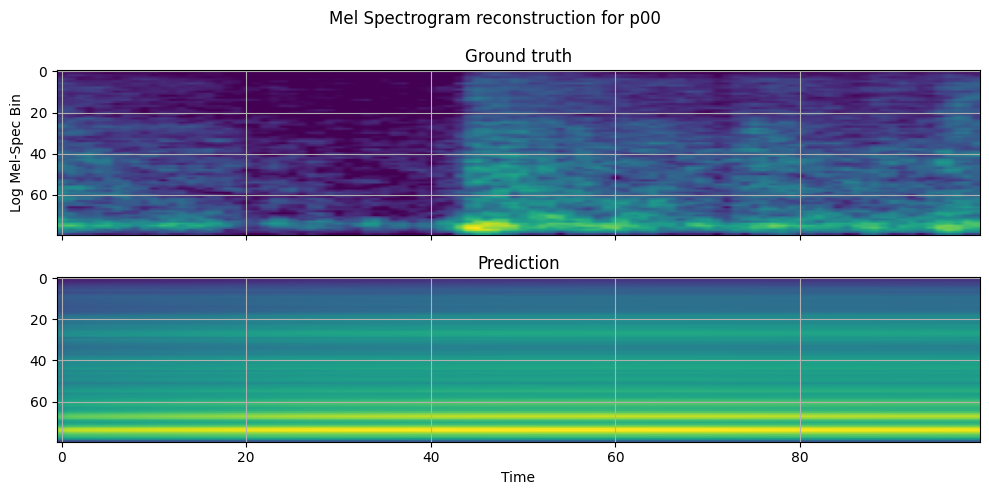 Mel Spectrogram reconstruction for p00
Ground truth
0
20
40
60
Log Mel-Spec Bin
Prediction
0
20
40
60
0 20 40 60 80
Time